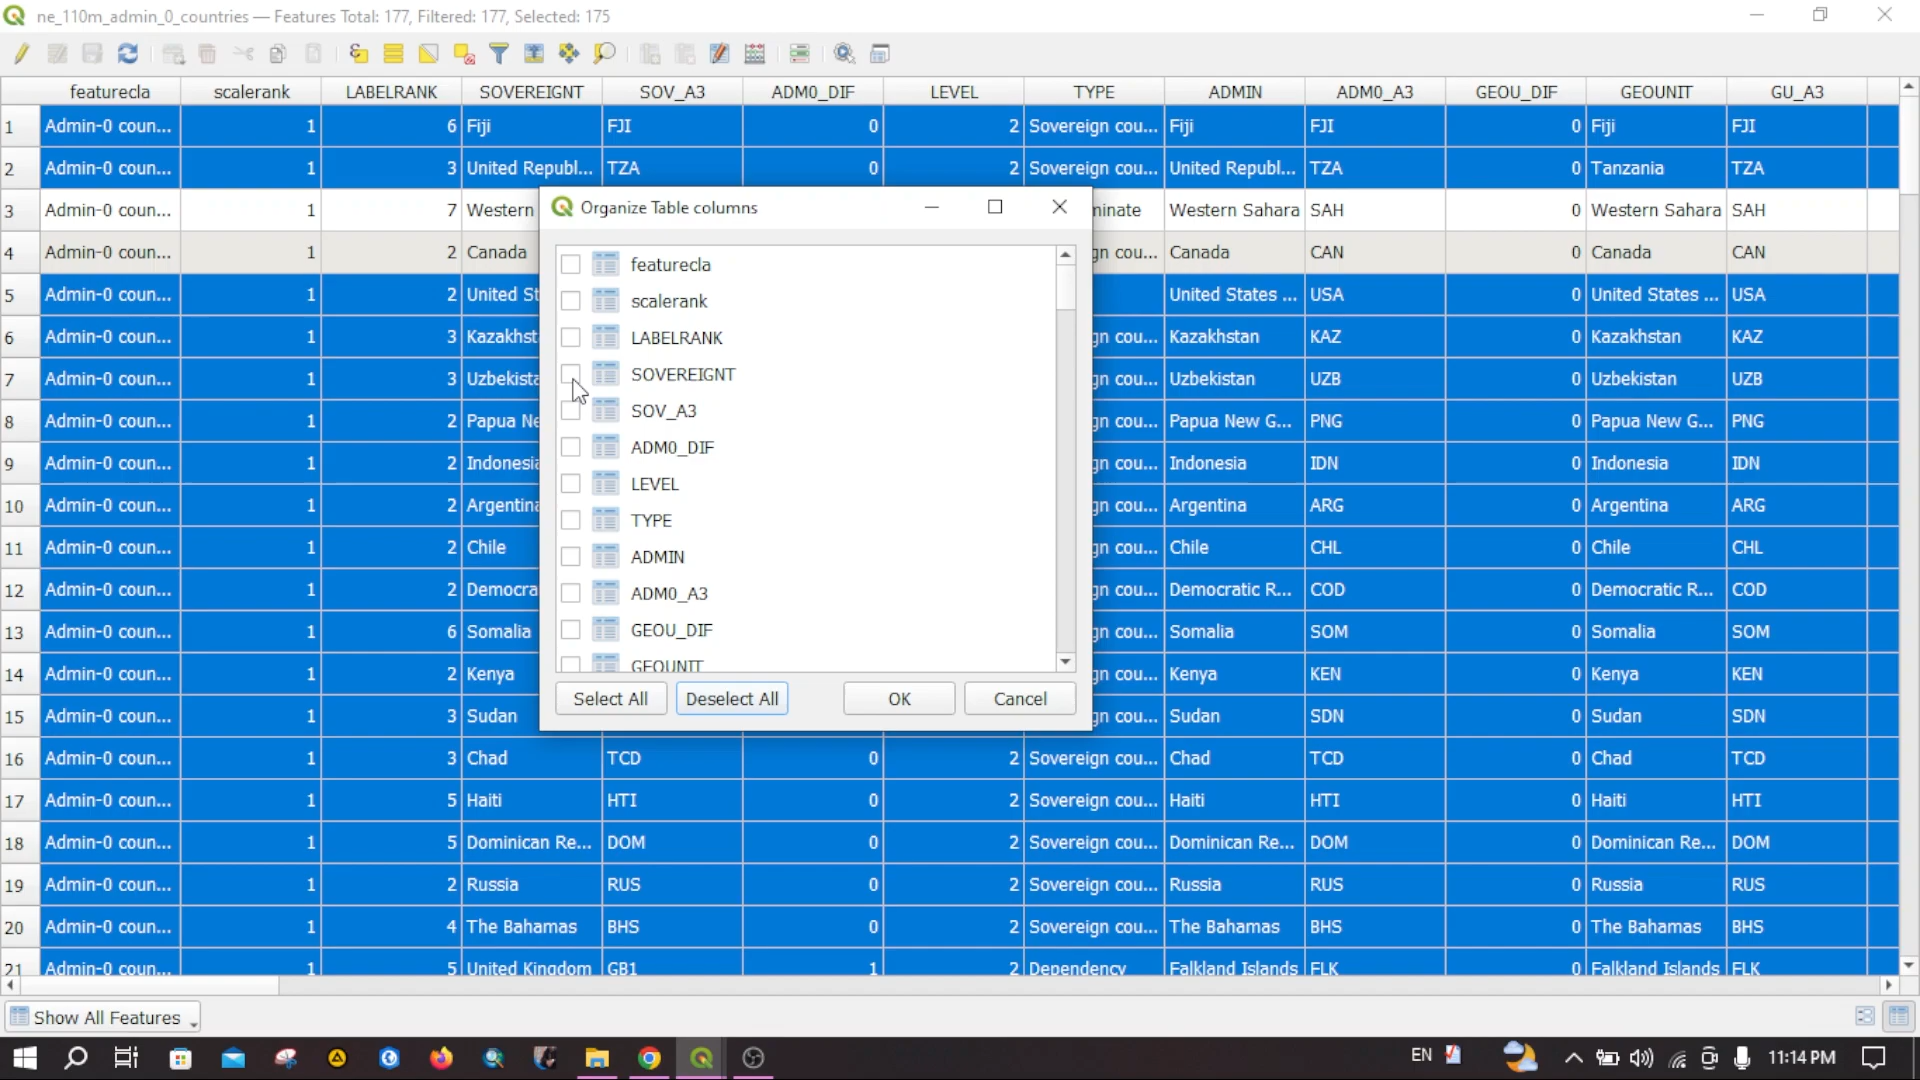 ne_110m_admin_0_countries — Features Total: 177, Filtered: 177, Selected: 175
featurecla scalerank LABELRANK SOVEREIGNT SOV_A3 ADM0_DIF LEVEL TYPE ADMIN ADM0_A3 GEOU_DIF GEOUNIT GU_A3
1 Admin-0 coun... 1 6 Fiji FJI 0 2 Sovereign cou... Fiji FJI 0 Fiji FJI
2 Admin-0 coun... 1 3 United Republ... TZA 0 2 Sovereign cou... United Republ... TZA 0 Tanzania TZA
3 Admin-0 coun... 1 7 Western minate Western Sahara SAH 0 Western Sahara SAH
4 Admin-0 coun... 1 2 Canada gn cou... Canada CAN 0 Canada CAN
5 Admin-0 coun... 1 2 United St United States ... USA 0 United States ... USA
6 Admin-0 coun... 1 3 Kazakhst gn cou... Kazakhstan KAZ 0 Kazakhstan KAZ
7 Admin-0 coun... 1 3 Uzbekista gn cou... Uzbekistan UZB 0 Uzbekistan UZB
8 Admin-0 coun... 1 2 Papua Ne gn cou... Papua New G... PNG 0 Papua New G... PNG
9 Admin-0 coun... 1 2 Indonesia gn cou... Indonesia IDN 0 Indonesia IDN
10 Admin-0 coun... 1 2 Argentina gn cou... Argentina ARG 0 Argentina ARG
11 Admin-0 coun... 1 2 Chile gn cou... Chile CHL 0 Chile CHL
12 Admin-0 coun... 1 2 Democra gn cou... Democratic R... COD 0 Democratic R... COD
13 Admin-0 coun... 1 6 Somalia gn cou... Somalia SOM 0 Somalia SOM
14 Admin-0 coun... 1 2 Kenya gn cou... Kenya KEN 0 Kenya KEN
15 Admin-0 coun... 1 3 Sudan gn cou... Sudan SDN 0 Sudan SDN
16 Admin-0 coun... 1 3 Chad TCD 0 2 Sovereign cou... Chad TCD 0 Chad TCD
17 Admin-0 coun... 1 5 Haiti HTI 0 2 Sovereign cou... Haiti HTI 0 Haiti HTI
18 Admin-0 coun... 1 5 Dominican Re... DOM 0 2 Sovereign cou... Dominican Re... DOM 0 Dominican Re... DOM
19 Admin-0 coun... 1 2 Russia RUS 0 2 Sovereign cou... Russia RUS 0 Russia RUS
20 Admin-0 coun... 1 4 The Bahamas BHS 0 2 Sovereign cou... The Bahamas BHS 0 The Bahamas BHS
21 Admin-0 coun... 1 5 United Kingdom GB1 1 2 Dependency Falkland Islands FLK 0 Falkland Islands FLK
Organize Table columns
featurecla
scalerank
LABELRANK
SOVEREIGNT
SOV_A3
ADM0_DIF
LEVEL
TYPE
ADMIN
ADM0_A3
GEOU_DIF
GEOUNIT
Select All Deselect All OK Cancel
Show All Features
EN 11:14 PM